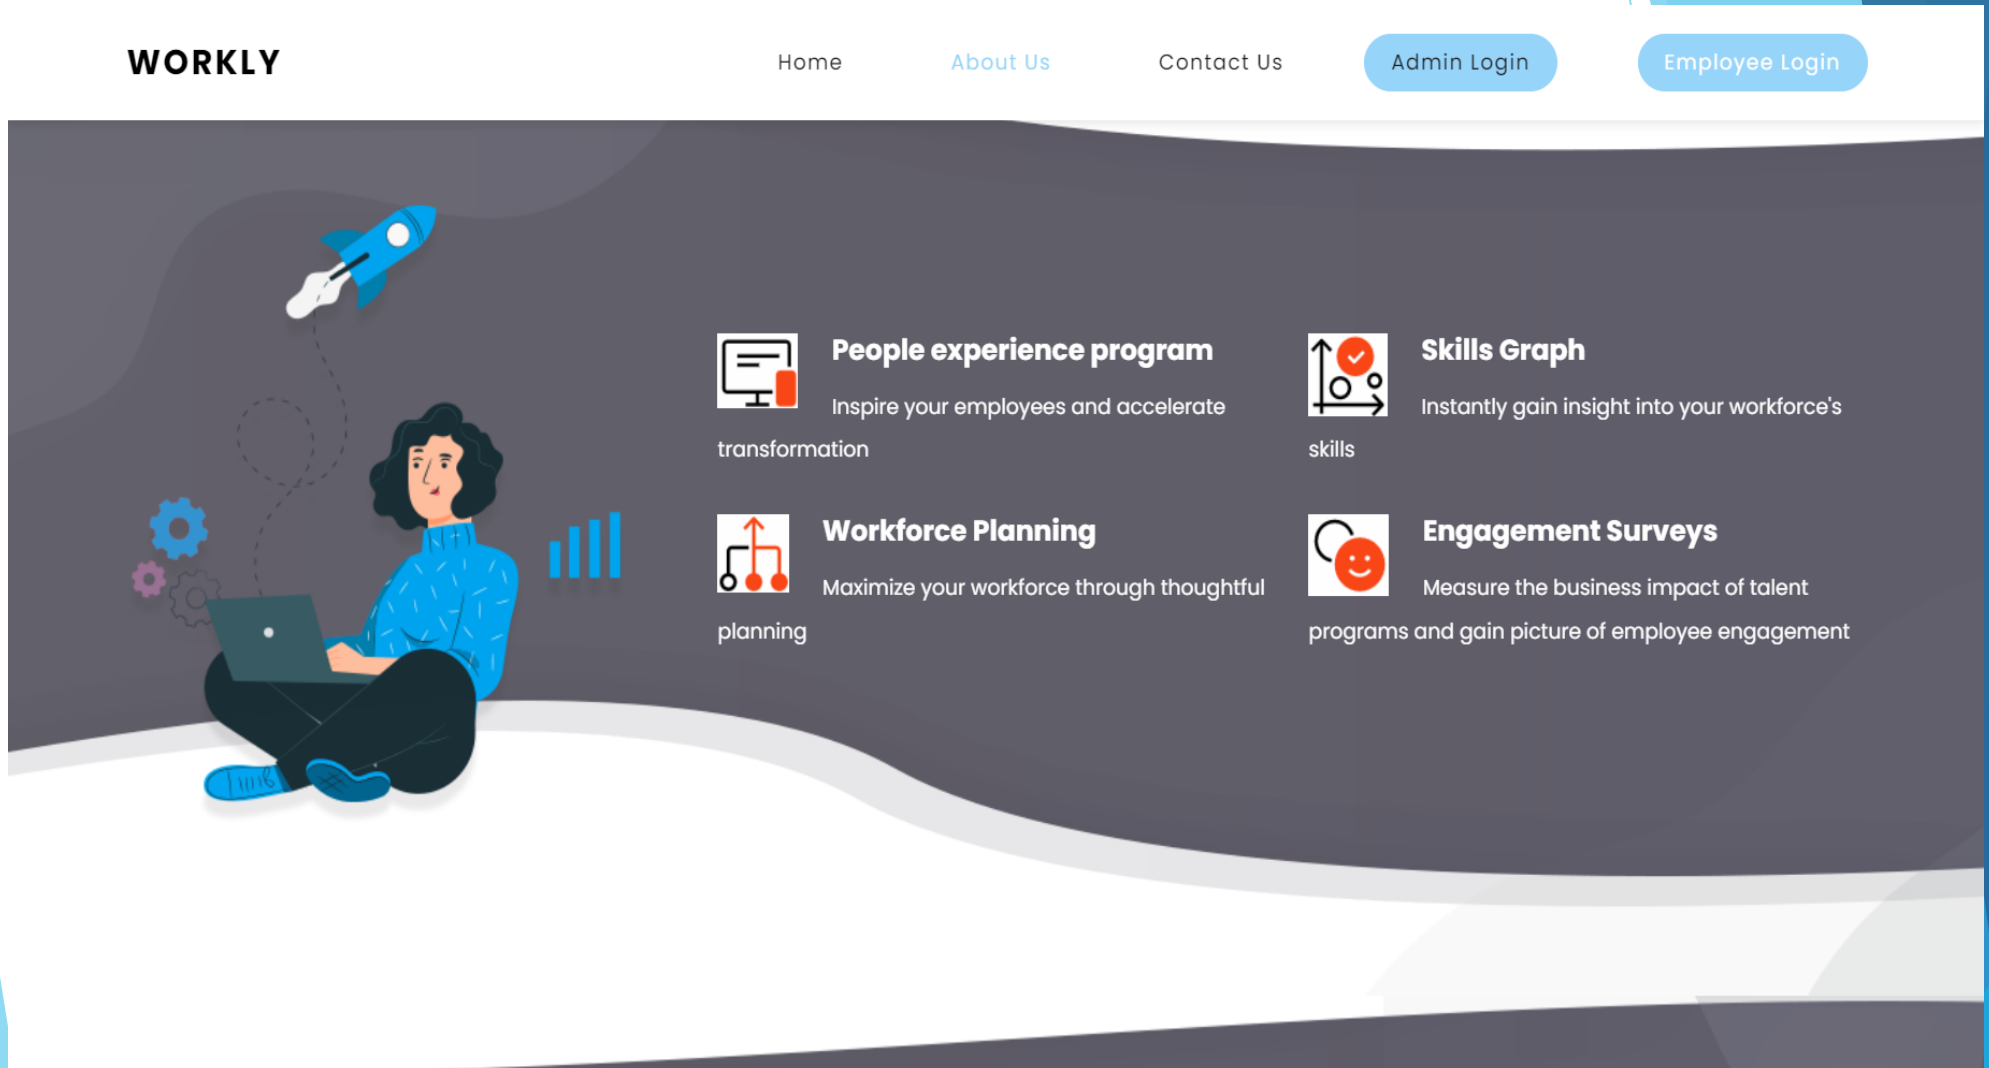 WORKLY
Home
About Us
Contact Us
Admin Login
Employee Login
People experience program
Inspire your employees and accelerate
transformation
Skills Graph
Instantly gain insight into your workforce's
skills
Workforce Planning
Maximize your workforce through thoughtful
planning
Engagement Surveys
Measure the business impact of talent
programs and gain picture of employee engagement